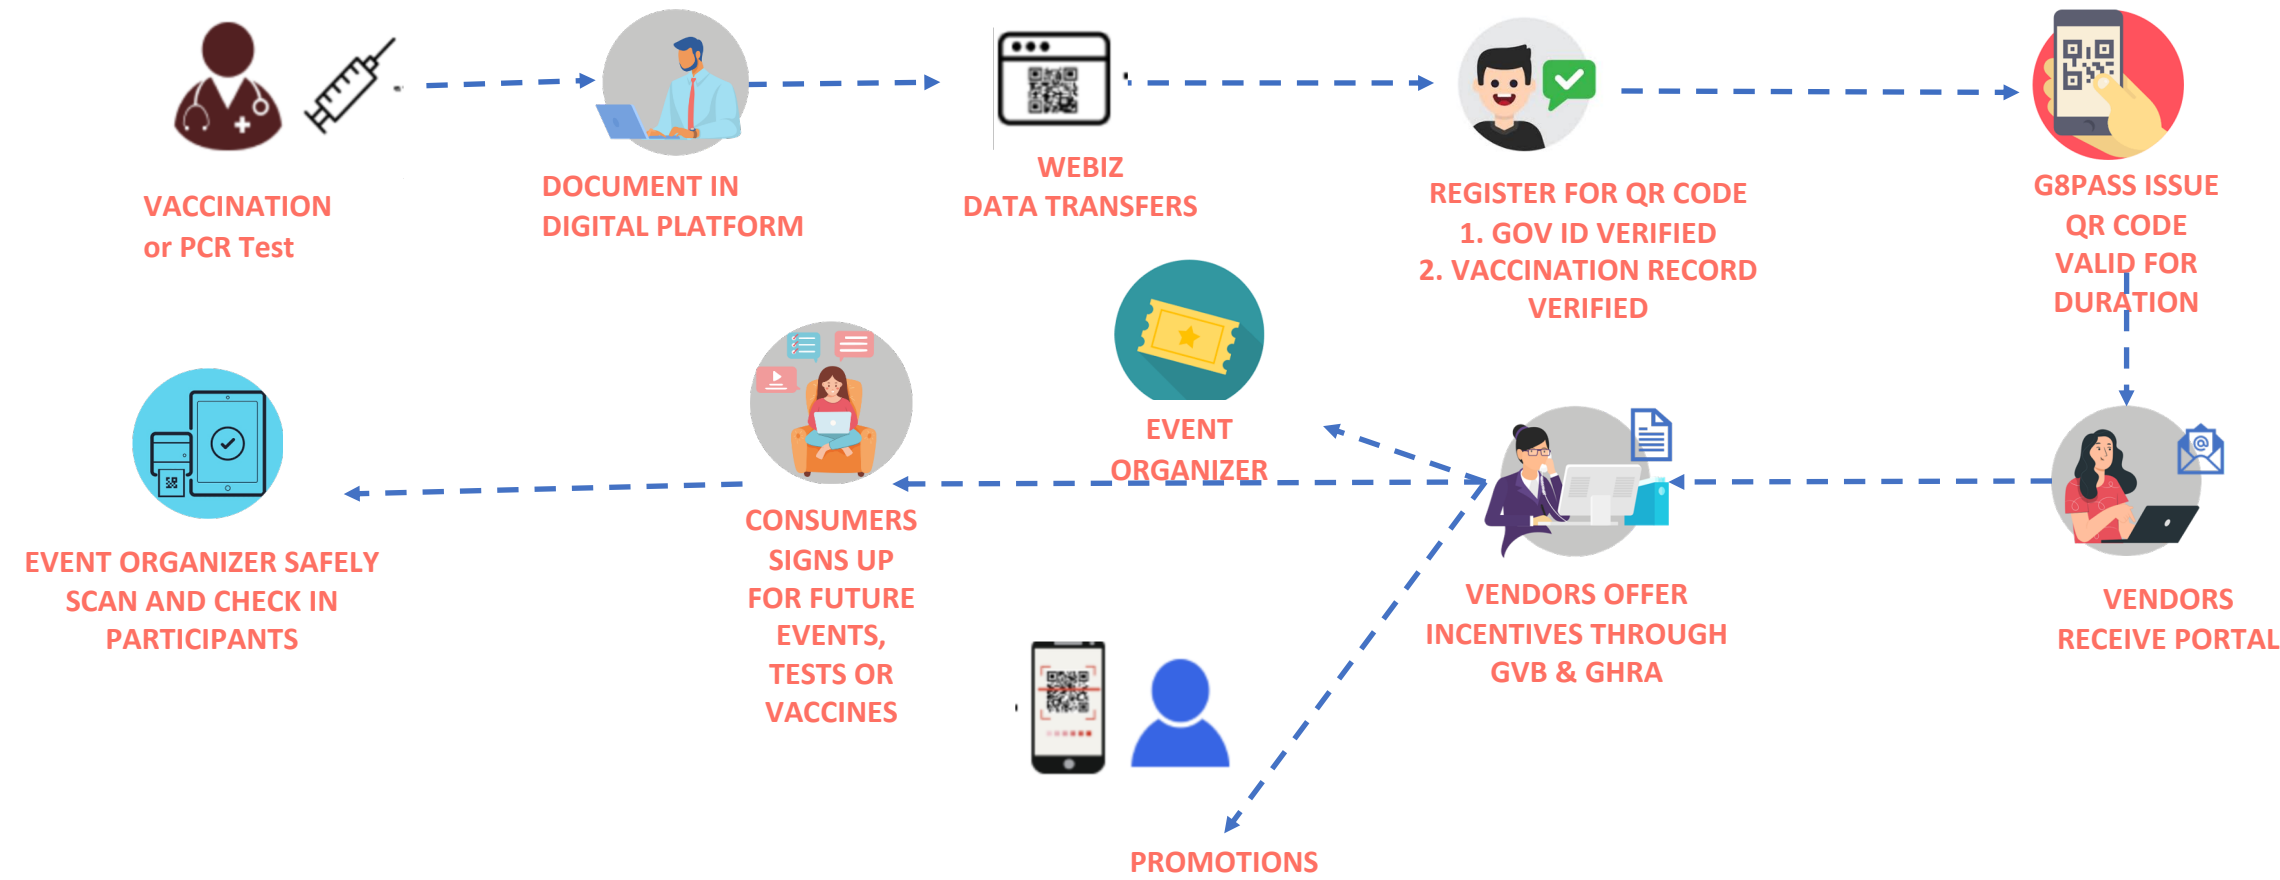 VACCINATION
or PCR Test
DOCUMENT IN
DIGITAL PLATFORM
WEBIZ
DATA TRANSFERS
REGISTER FOR QR CODE
1. GOV ID VERIFIED
2. VACCINATION RECORD
VERIFIED
G8PASS ISSUE
QR CODE
VALID FOR
DURATION
EVENT ORGANIZER SAFELY
SCAN AND CHECK IN
PARTICIPANTS
CONSUMERS
SIGNS UP
FOR FUTURE
EVENTS,
TESTS OR
VACCINES
EVENT
ORGANIZER
VENDORS OFFER
INCENTIVES THROUGH
GVB & GHRA
@
VENDORS
RECEIVE PORTAL
PROMOTIONS